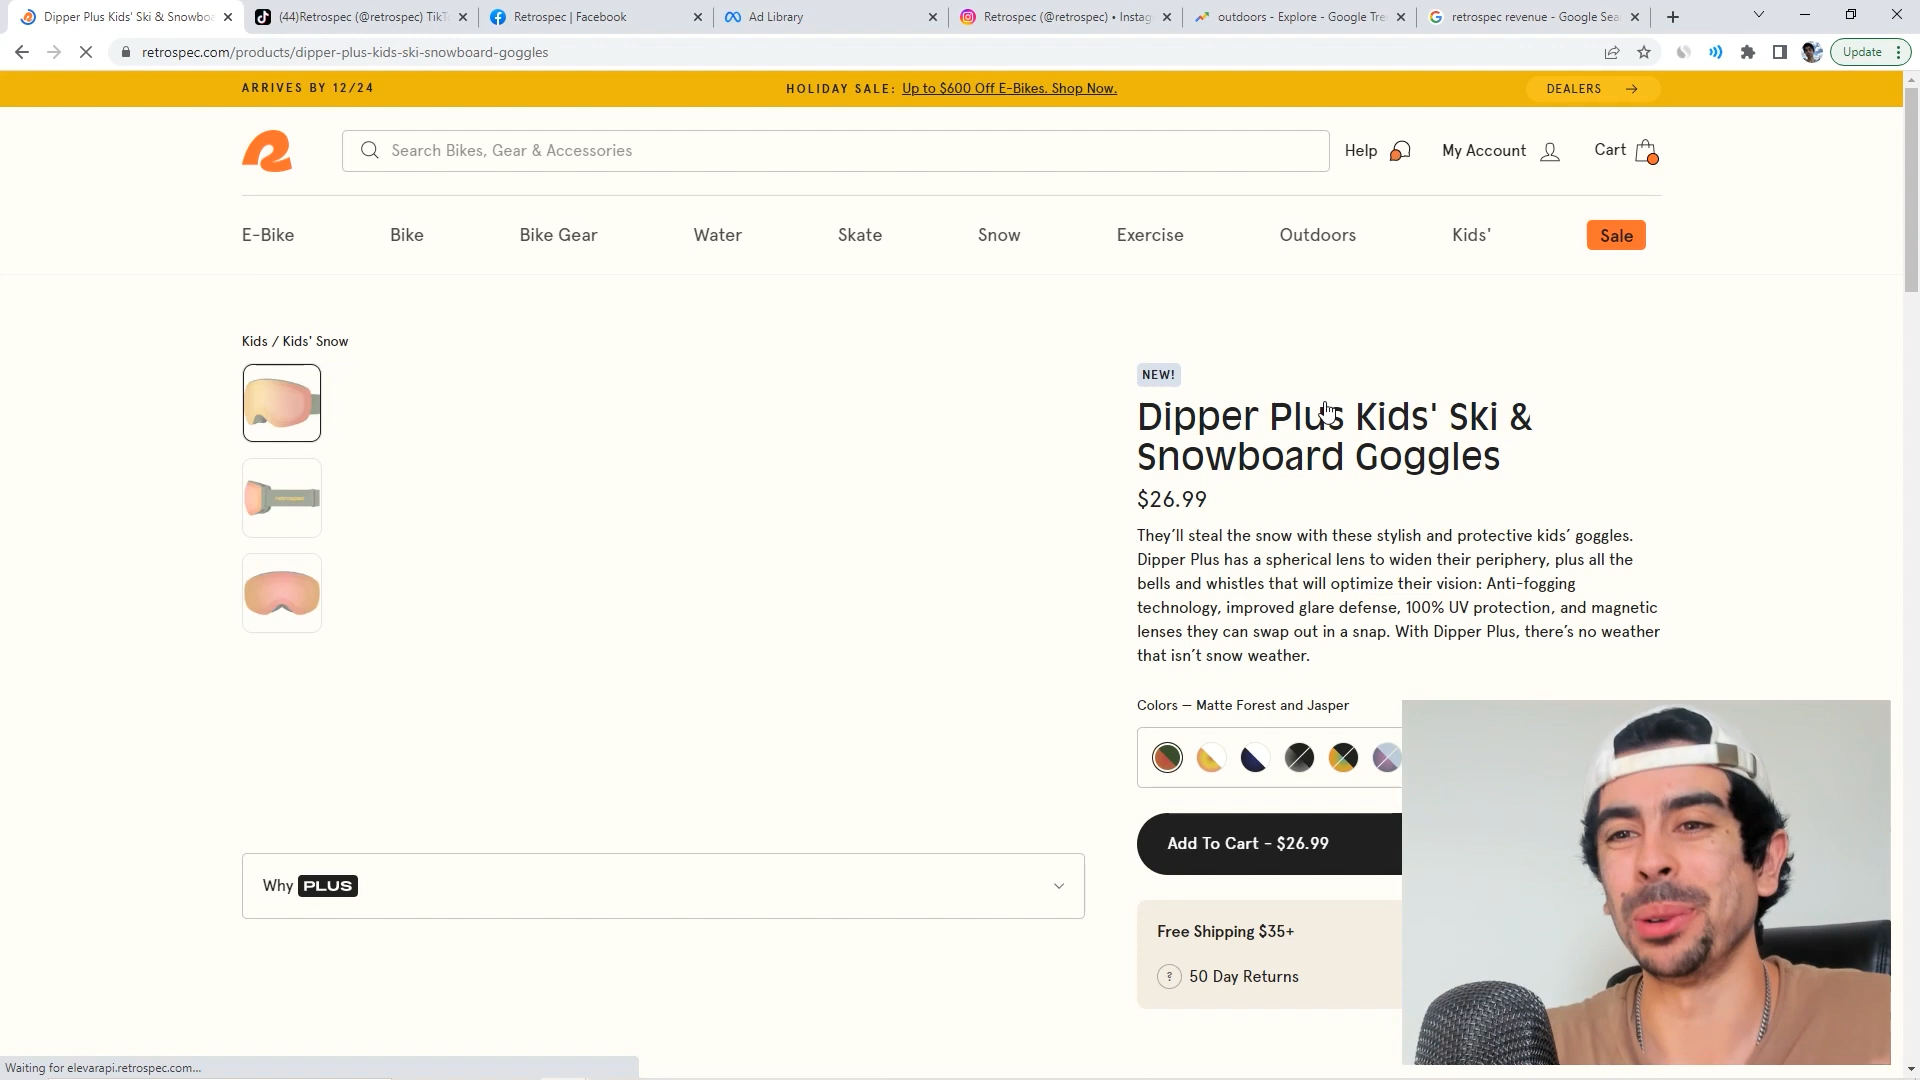 Dipper Plus Kids' Ski & Snowboa
(44)Retrospec (@retrospec) TikT
Retrospec | Facebook
Ad Library
Retrospec (@retrospec) • Instag
outdoors - Explore - Google Tre
retrospec revenue - Google Sea
retrospec.com/products/dipper-plus-kids-ski-snowboard-goggles
Update
ARRIVES BY 12/24
HOLIDAY SALE: Up to $600 Off E-Bikes. Shop Now.
DEALERS
Search Bikes, Gear & Accessories
Help
My Account
Cart
E-Bike
Bike
Bike Gear
Water
Skate
Snow
Exercise
Outdoors
Kids'
Sale
Kids / Kids' Snow
NEW!
Dipper Plus Kids' Ski &
Snowboard Goggles
$26.99
They’ll steal the snow with these stylish and protective kids’ goggles.
Dipper Plus has a spherical lens to widen their periphery, plus all the
bells and whistles that will optimize their vision: Anti-fogging
technology, improved glare defense, 100% UV protection, and magnetic
lenses they can swap out in a snap. With Dipper Plus, there’s no weather
that isn’t snow weather.
Colors — Matte Forest and Jasper
Add To Cart - $26.99
Why PLUS
Free Shipping $35+
? 50 Day Returns
Waiting for elevarapi.retrospec.com...